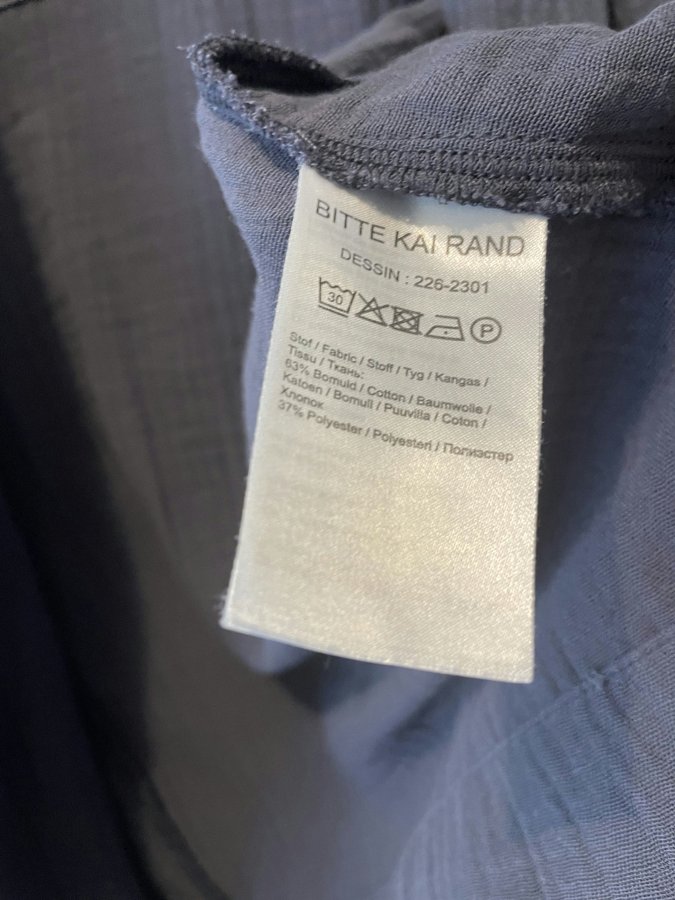 BITTE KAI RAND
DESSIN : 226-2301
30 P
Stof / Fabric / Stoff / Tyg / Kangas /
Tissu / Ткань:
63% Bomuld / Cotton / Baumwolle /
Katoen / Bomull / Puuvilla / Coton /
Хлопок
37% Polyester / Polyesteri / Полиэстер